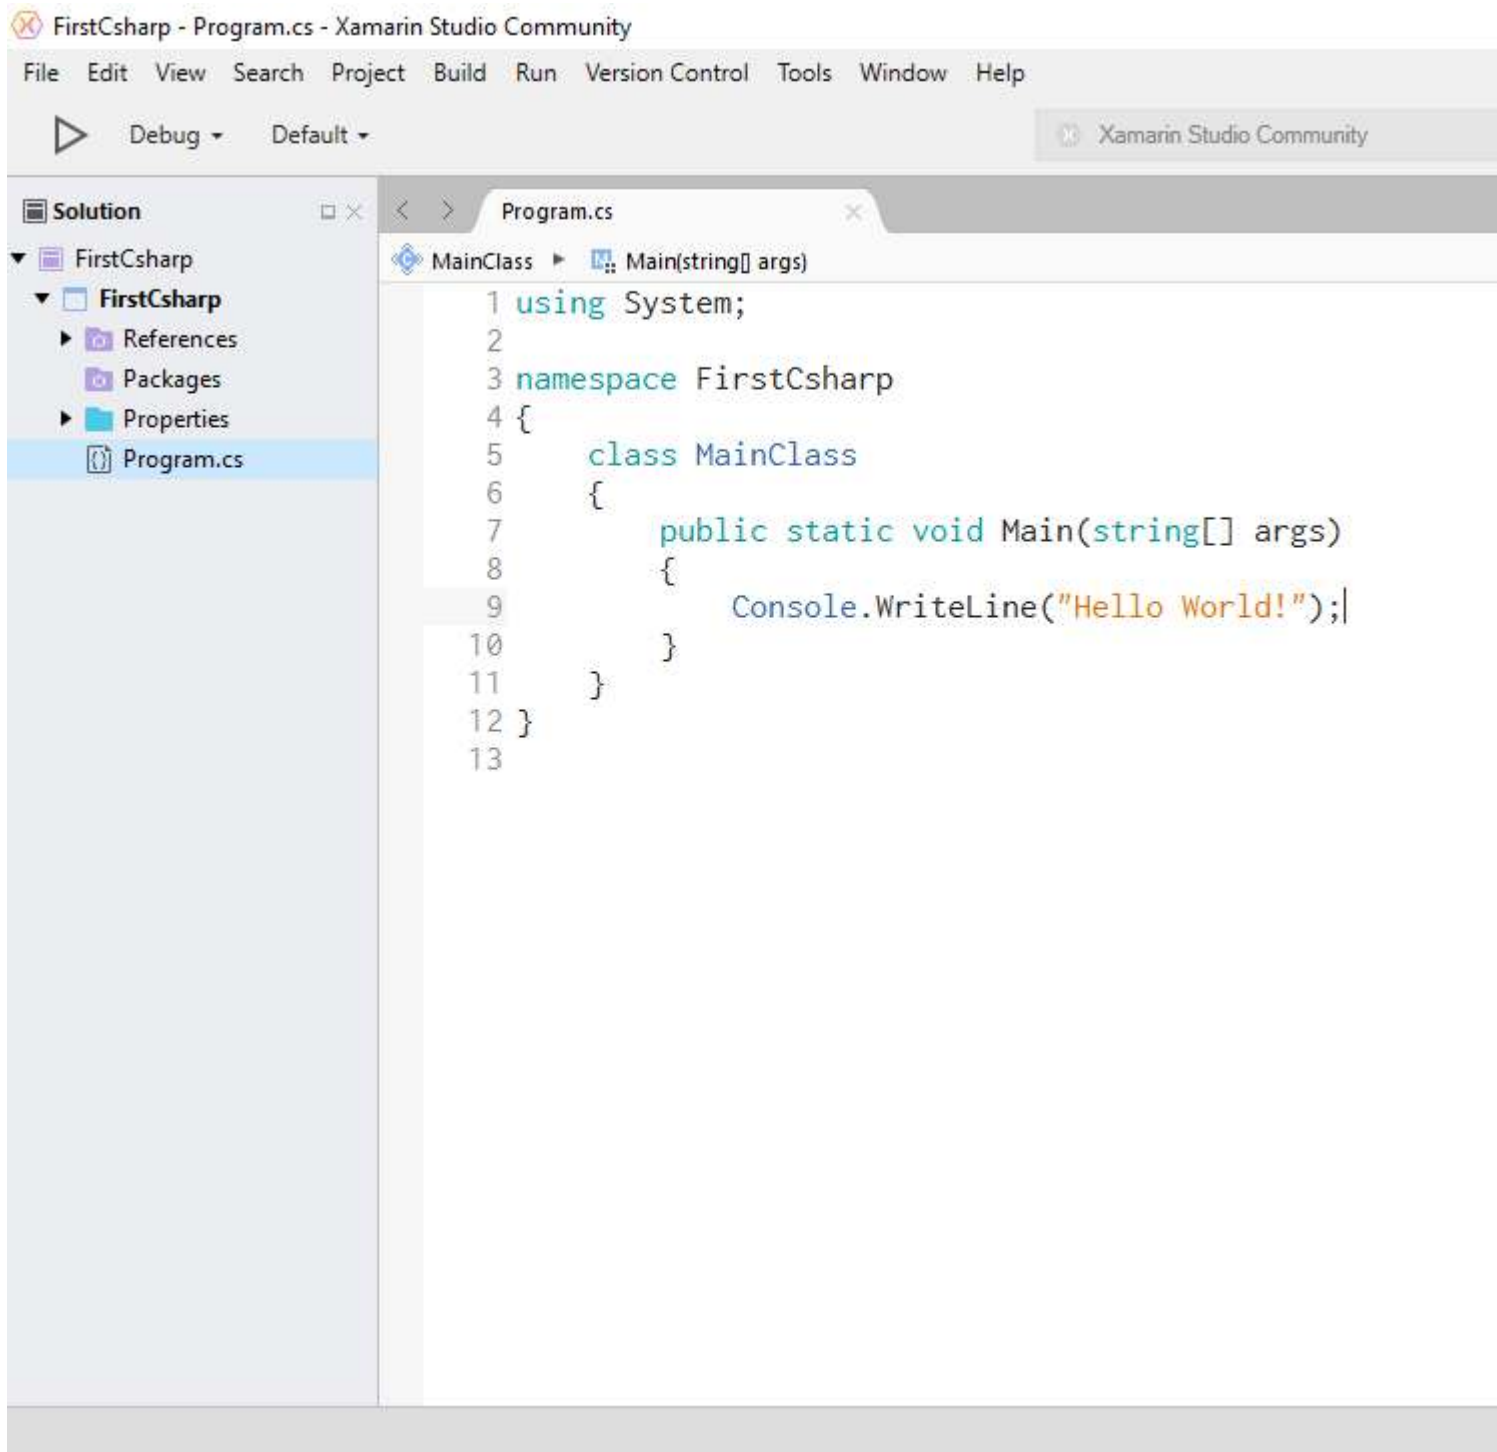 FirstCsharp - Program.cs - Xamarin Studio Community
File Edit View Search Project Build Run Version Control Tools Window Help
Debug Default Xamarin Studio Community
Solution
FirstCsharp
FirstCsharp
References
Packages
Properties
Program.cs
Program.cs
MainClass Main(string[] args)
1 using System;
2
3 namespace FirstCsharp
4 {
5 class MainClass
6 {
7 public static void Main(string[] args)
8 {
9 Console.WriteLine("Hello World!");
10 }
11 }
12 }
13